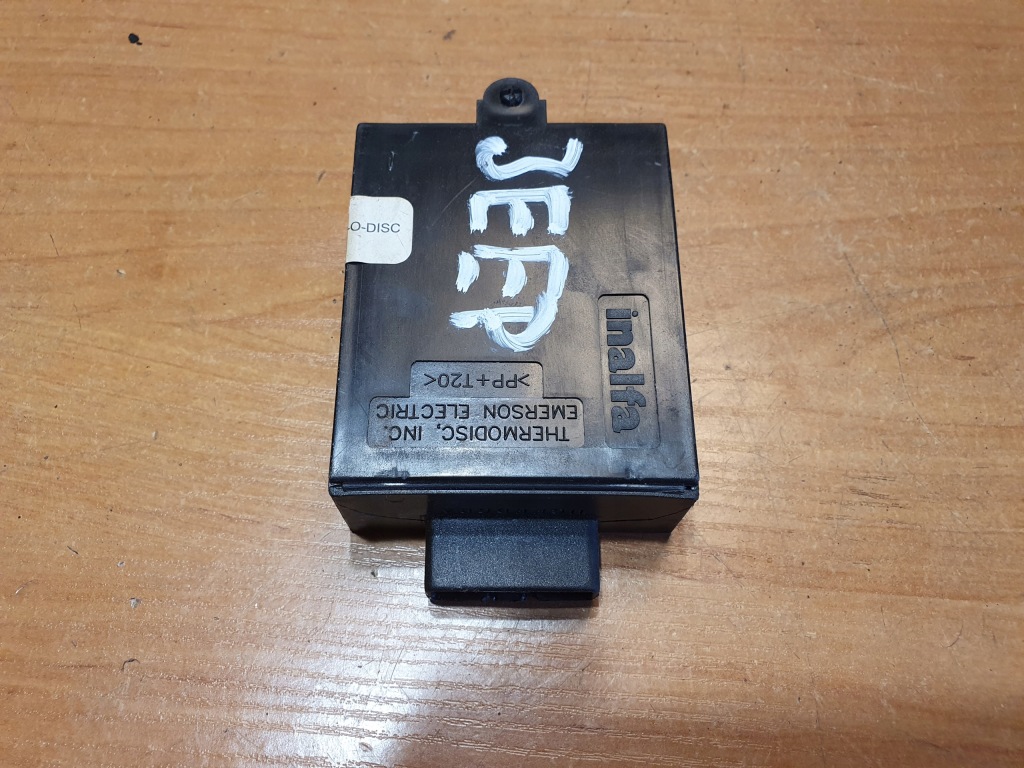 JEEP
-O-DISC
inalfa
>PP+T20<
THERMODISC, INC.
EMERSON ELECTRIC